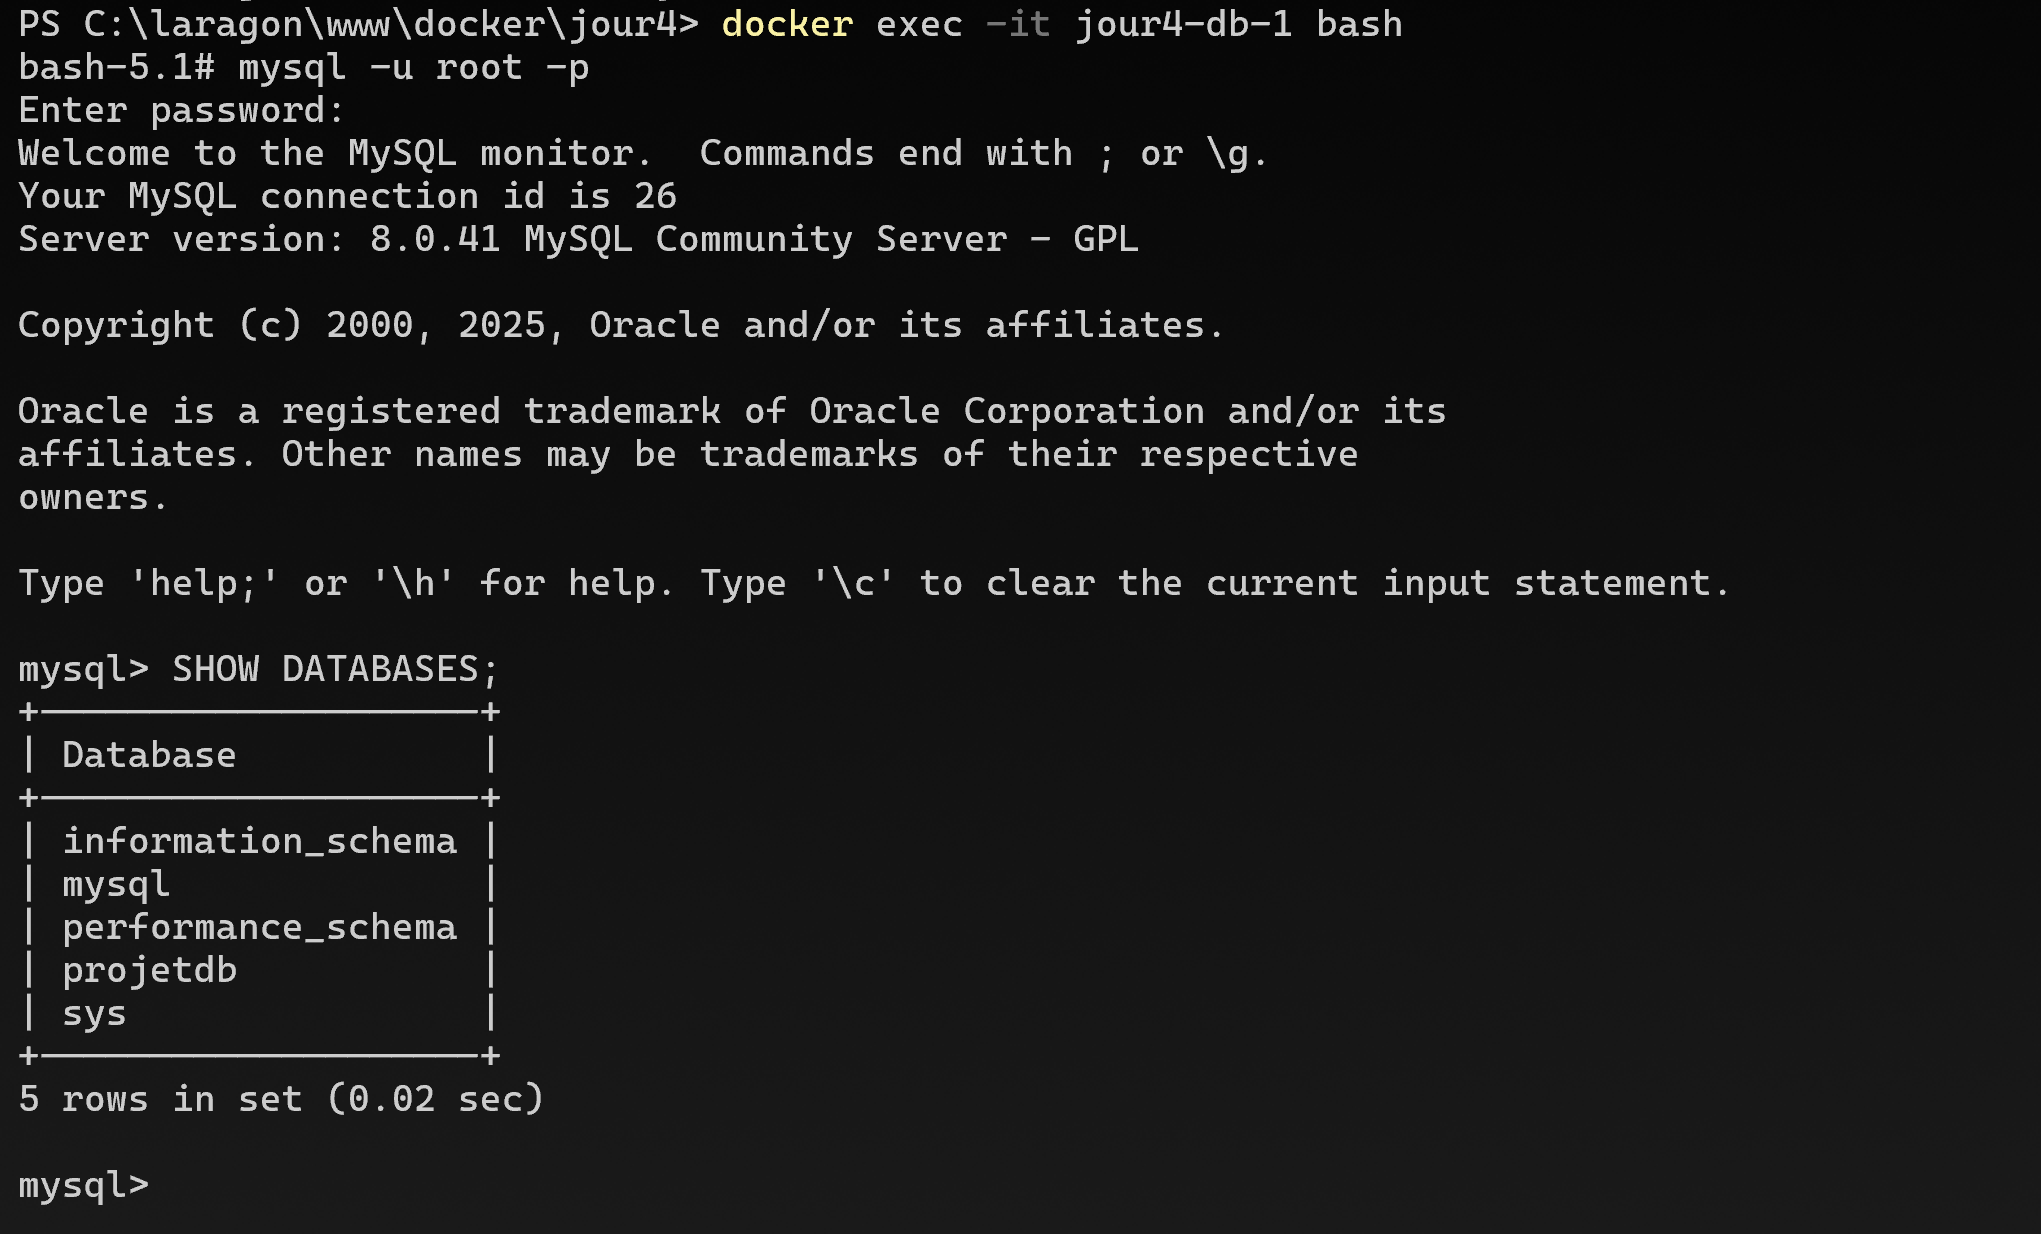 PS C:\laragon\www\docker\jour4> docker exec -it jour4-db-1 bash
bash-5.1# mysql -u root -p
Enter password:
Welcome to the MySQL monitor.  Commands end with ; or \g.
Your MySQL connection id is 26
Server version: 8.0.41 MySQL Community Server - GPL

Copyright (c) 2000, 2025, Oracle and/or its affiliates.

Oracle is a registered trademark of Oracle Corporation and/or its
affiliates. Other names may be trademarks of their respective
owners.

Type 'help;' or '\h' for help. Type '\c' to clear the current input statement.

mysql> SHOW DATABASES;
+--------------------+
| Database           |
+--------------------+
| information_schema |
| mysql              |
| performance_schema |
| projetdb           |
| sys                |
+--------------------+
5 rows in set (0.02 sec)

mysql>